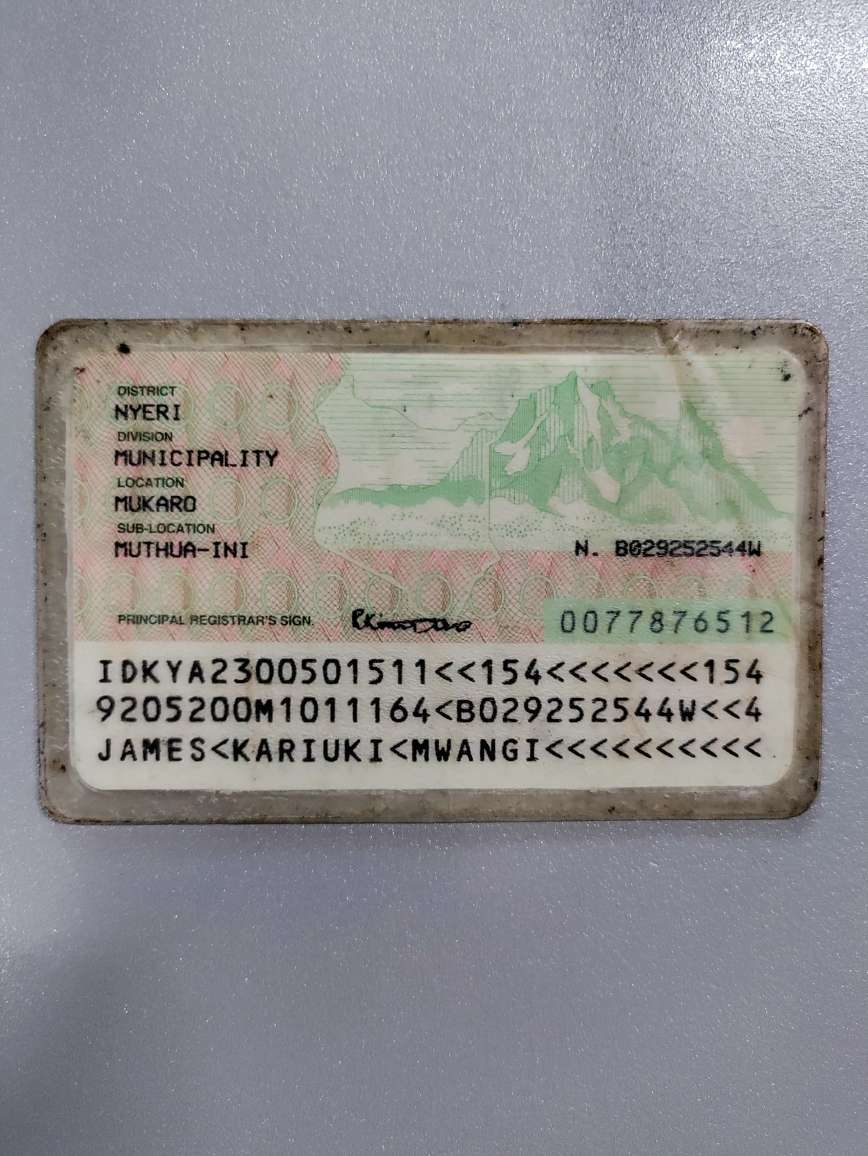 DISTRICT
NYERI
DIVISION
MUNICIPALITY
LOCATION
MUKARO
SUB-LOCATION
MUTHUA-INI
N. B029252544W
PRINCIPAL REGISTRAR'S SIGN.
0077876512
IDKYA2300501511<<154<<<<<<<154
9205200M1011164<B029252544W<<4
JAMES<KARIUKI<MWANGI<<<<<<<<<<